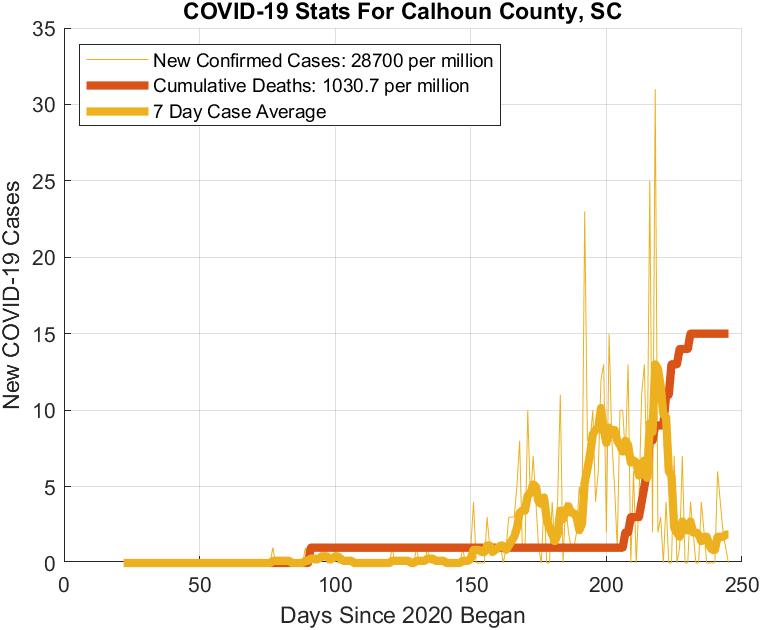 COVID-19 Stats For Calhoun County, SC
35
New Confirmed Cases: 28700 per million
Cumulative Deaths: 1030.7 per million
7 Day Case Average
30
25
20
15
10
5
0
New COVID-19 Cases
0 50 100 150 200 250
Days Since 2020 Began